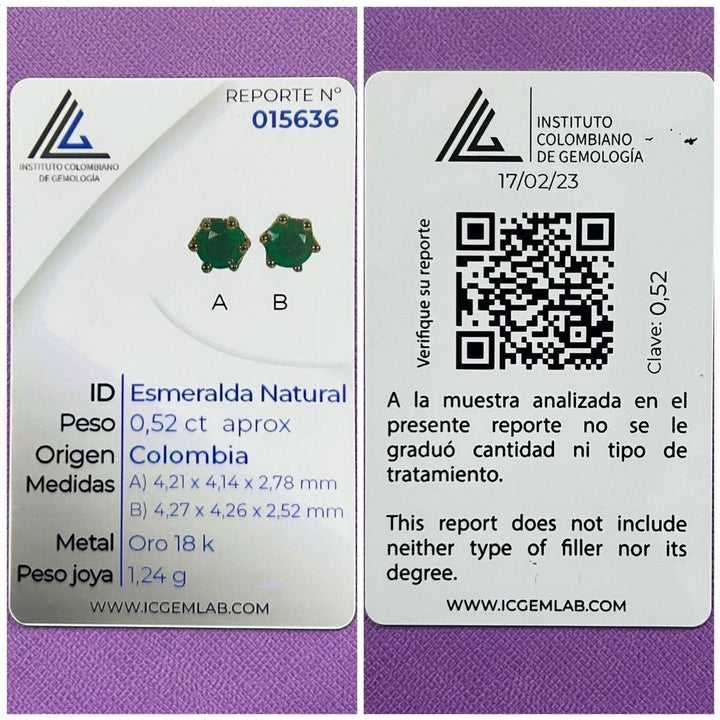 INSTITUTO COLOMBIANO
DE GEMOLOGÍA
REPORTE Nº
015636
A B
ID Esmeralda Natural
Peso 0,52 ct aprox
Origen Colombia
Medidas A) 4,21 x 4,14 x 2,78 mm
B) 4,27 x 4,26 x 2,52 mm
Metal Oro 18 k
Peso joya 1,24 g
WWW.ICGEMLAB.COM
INSTITUTO
COLOMBIANO
DE GEMOLOGÍA
17/02/23
Verifique su reporte
Clave: 0,52
A la muestra analizada en el
presente reporte no se le
graduó cantidad ni tipo de
tratamiento.
This report does not include
neither type of filler nor its
degree.
WWW.ICGEMLAB.COM